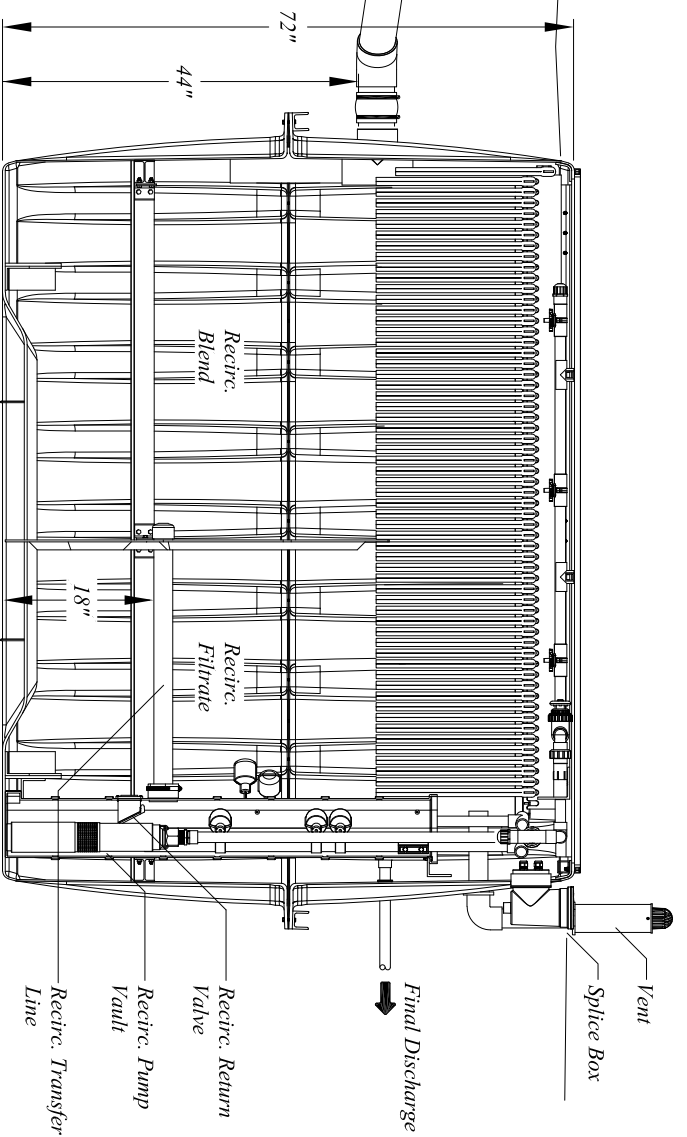 72"
44"
Recirc.
Blend
18"
Recirc.
Filtrate
Vent
Splice Box
Final Discharge
Recirc. Return
Valve
Recirc. Pump
Vault
Recirc. Transfer
Line